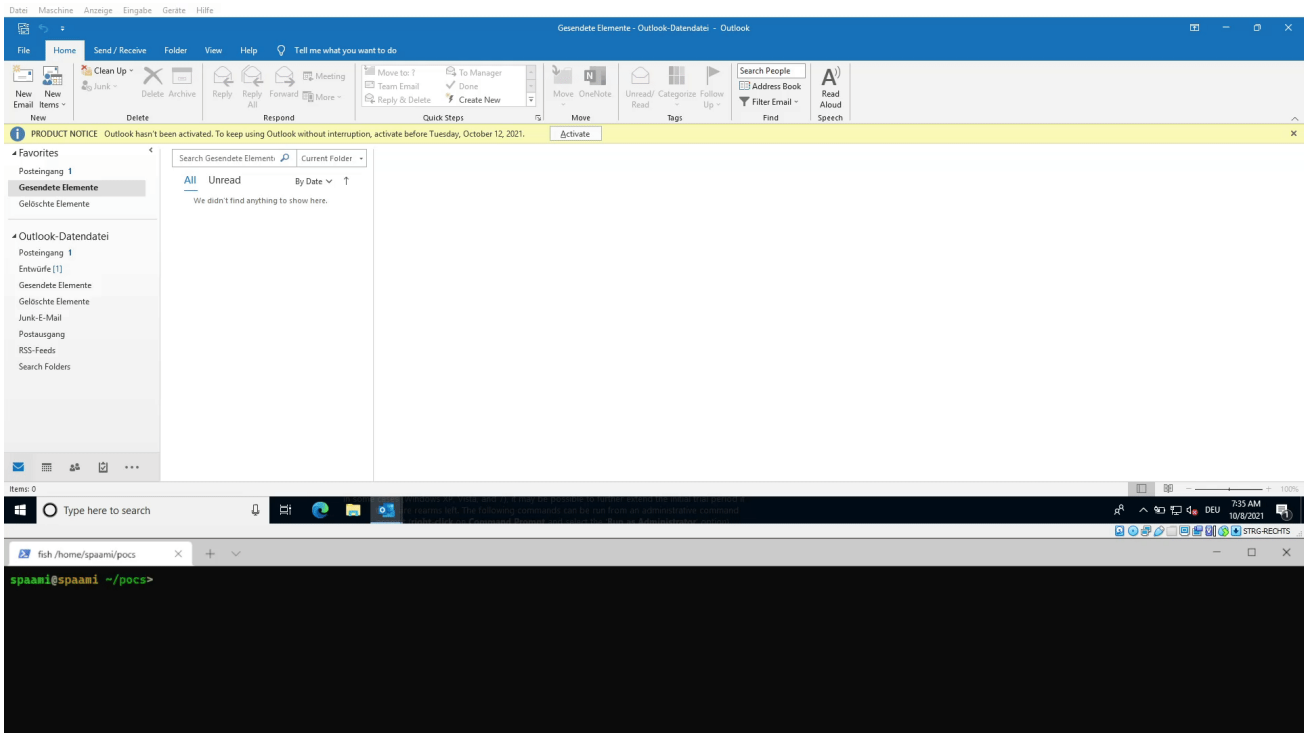 Datei Maschine Anzeige Eingabe Geräte Hilfe
Gesendete Elemente - Outlook-Datendatei - Outlook
File Home Send / Receive Folder View Help Tell me what you want to do
New Email
New Items
Clean Up
Junk
Delete
Archive
Reply
Reply All
Forward
Meeting
More
Move to: ?
Team Email
Reply & Delete
To Manager
Done
Create New
Move
OneNote
Unread/ Read
Categorize
Follow Up
Search People
Address Book
Filter Email
Read Aloud
New Delete Respond Quick Steps Move Tags Find Speech
PRODUCT NOTICE Outlook hasn't been activated. To keep using Outlook without interruption, activate before Tuesday, October 12, 2021. Activate
Favorites
Posteingang 1
Gesendete Elemente
Gelöschte Elemente
Outlook-Datendatei
Posteingang 1
Entwürfe [1]
Gesendete Elemente
Gelöschte Elemente
Junk-E-Mail
Postausgang
RSS-Feeds
Search Folders
Search Gesendete Element Current Folder
All Unread By Date
We didn't find anything to show here.
Items: 0
100%
Type here to search
DEU
7:35 AM
10/8/2021
STRG-RECHTS
fish /home/spaami/pocs
spaami@spaami ~/pocs>